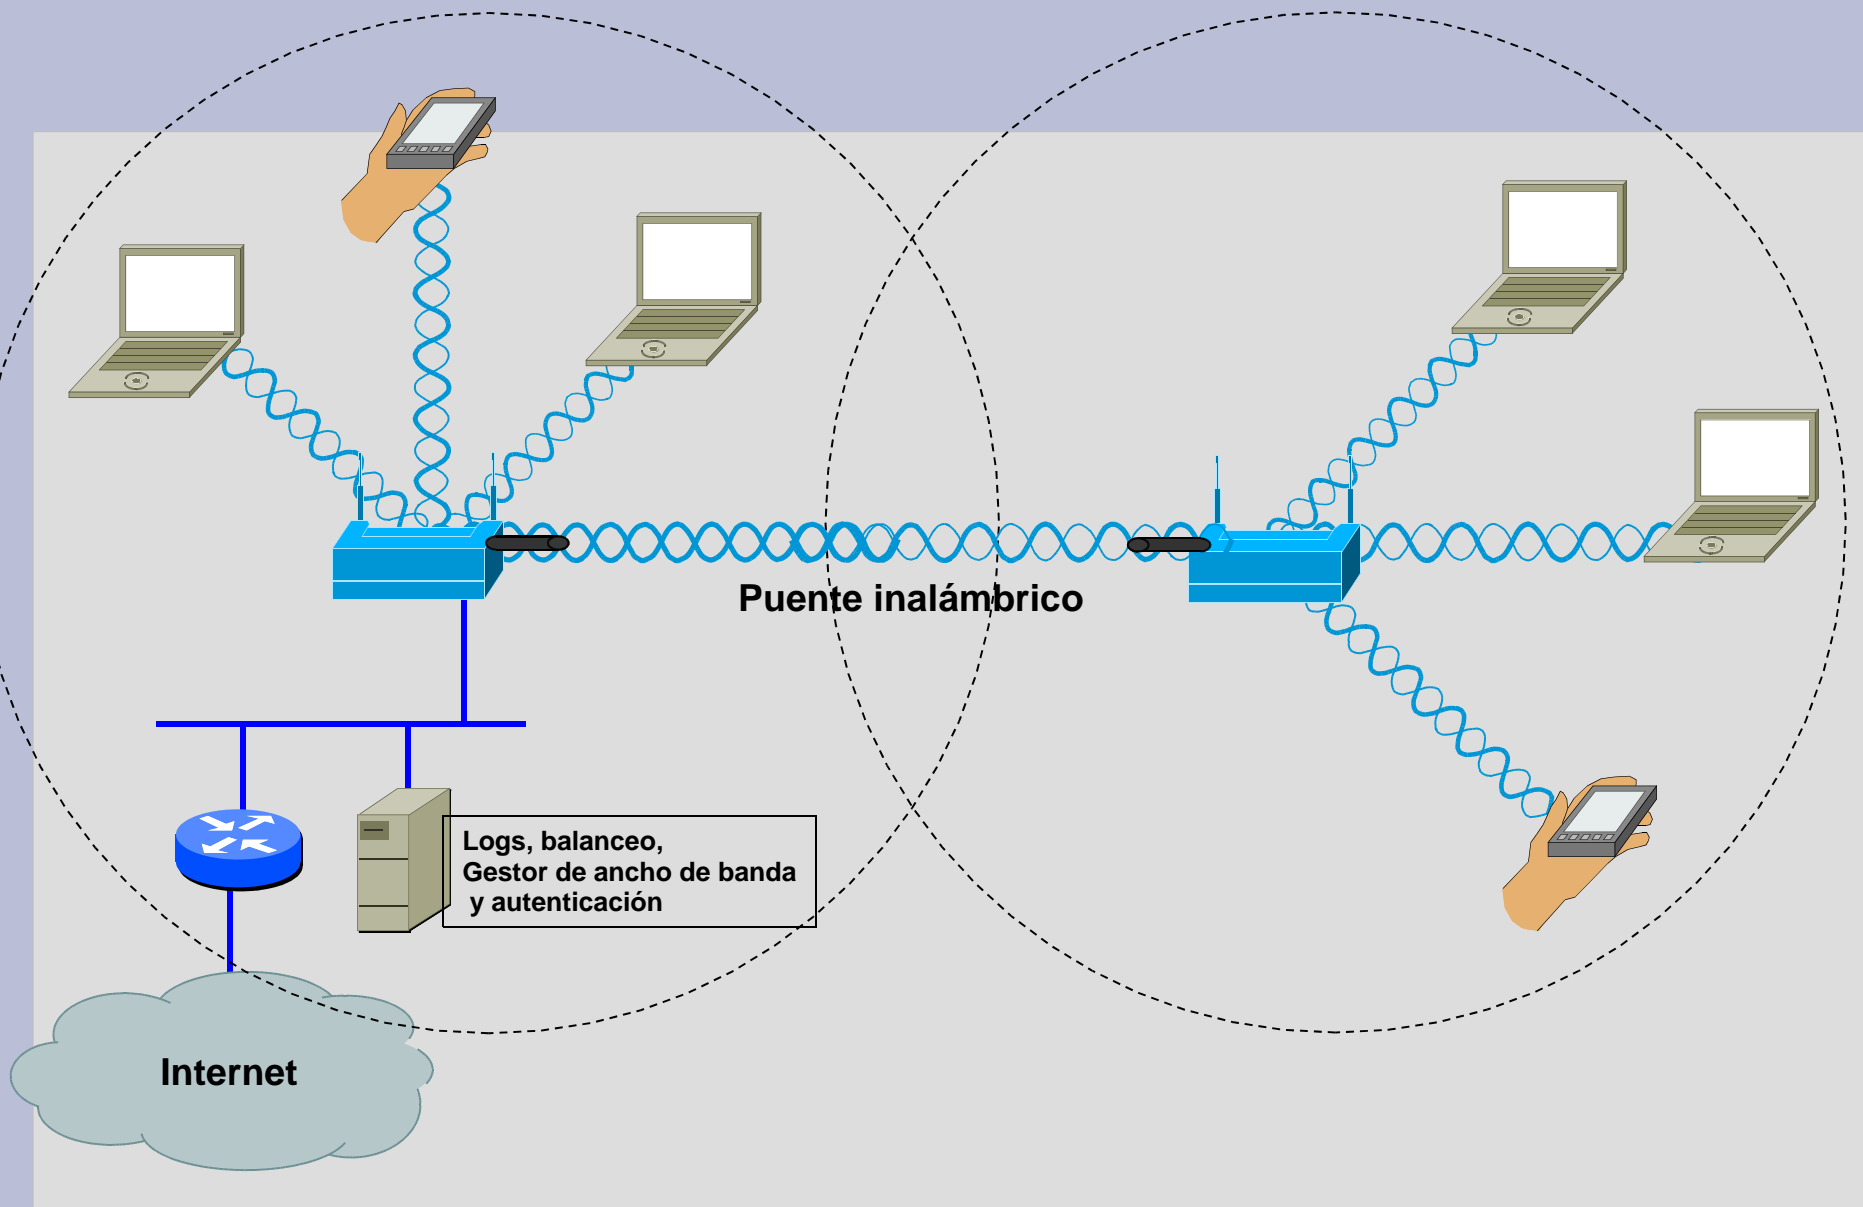 Puente inalámbrico
Logs, balanceo,
Gestor de ancho de banda
y autenticación
Internet